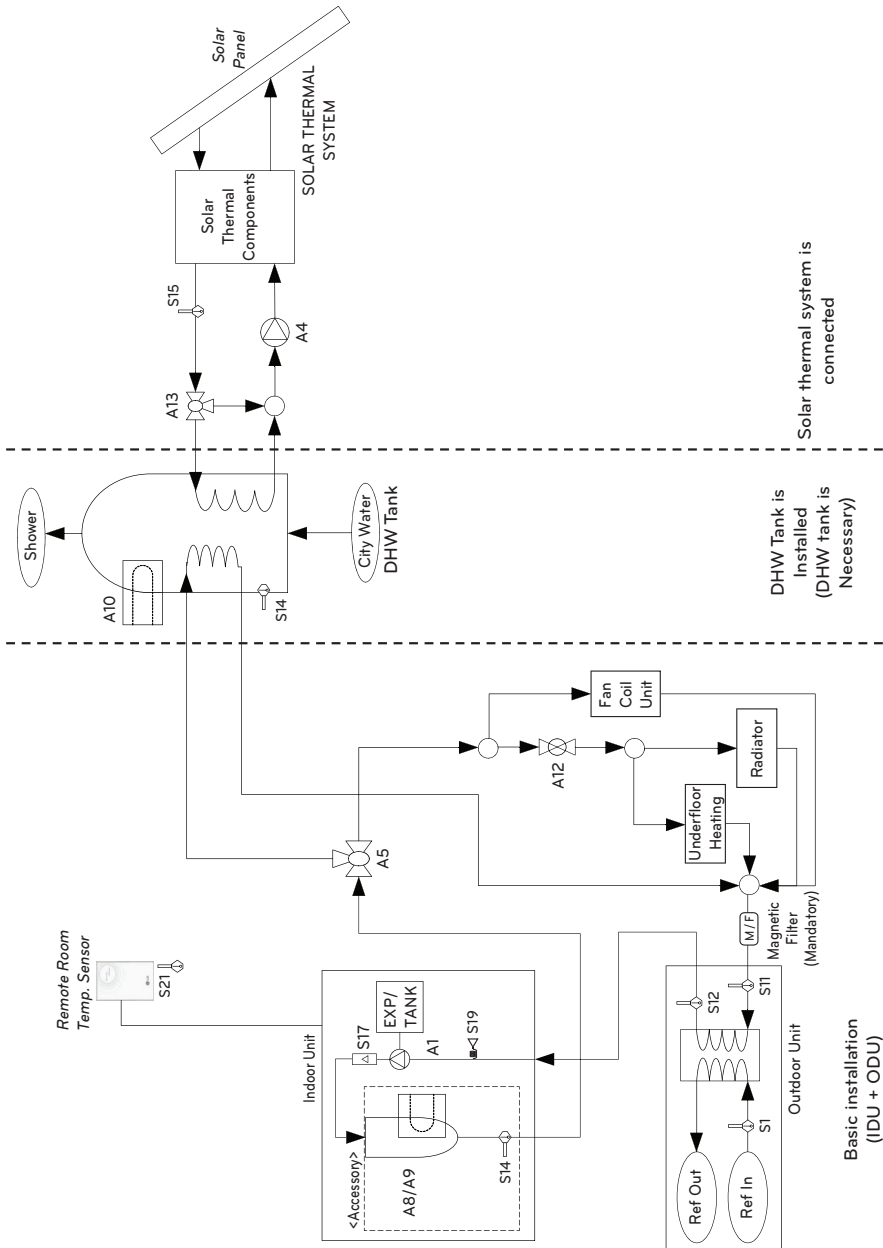 Solar
Panel
SOLAR THERMAL
SYSTEM
Solar
Thermal
Components
S15
A4
A13
Solar thermal system is
connected
Shower
A10
S14
City Water
DHW Tank
DHW Tank is
Installed
(DHW tank is
Necessary)
Remote Room
Temp. Sensor
S21
A5
Fan
Coil
Unit
A12
Radiator
Underfloor
Heating
M/F
Magnetic
Filter
(Mandatory)
Indoor Unit
EXP/
TANK
S17
A1
S19
<Accessory>
A8/A9
S14
S12
S11
Outdoor Unit
S1
Ref Out
Ref In
Basic installation
(IDU + ODU)